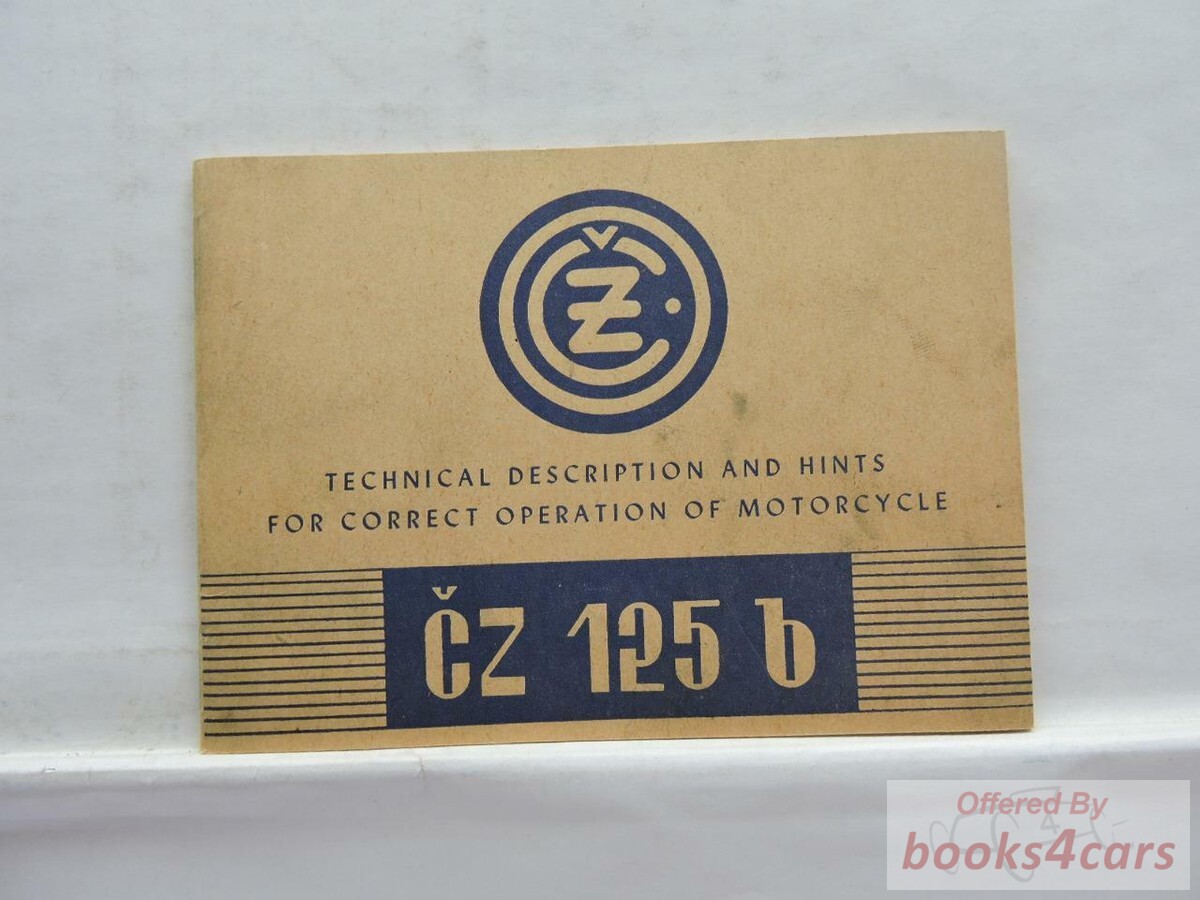 ČZ
TECHNICAL DESCRIPTION AND HINTS
FOR CORRECT OPERATION OF MOTORCYCLE
ČZ 125 b
Offered By
books4cars